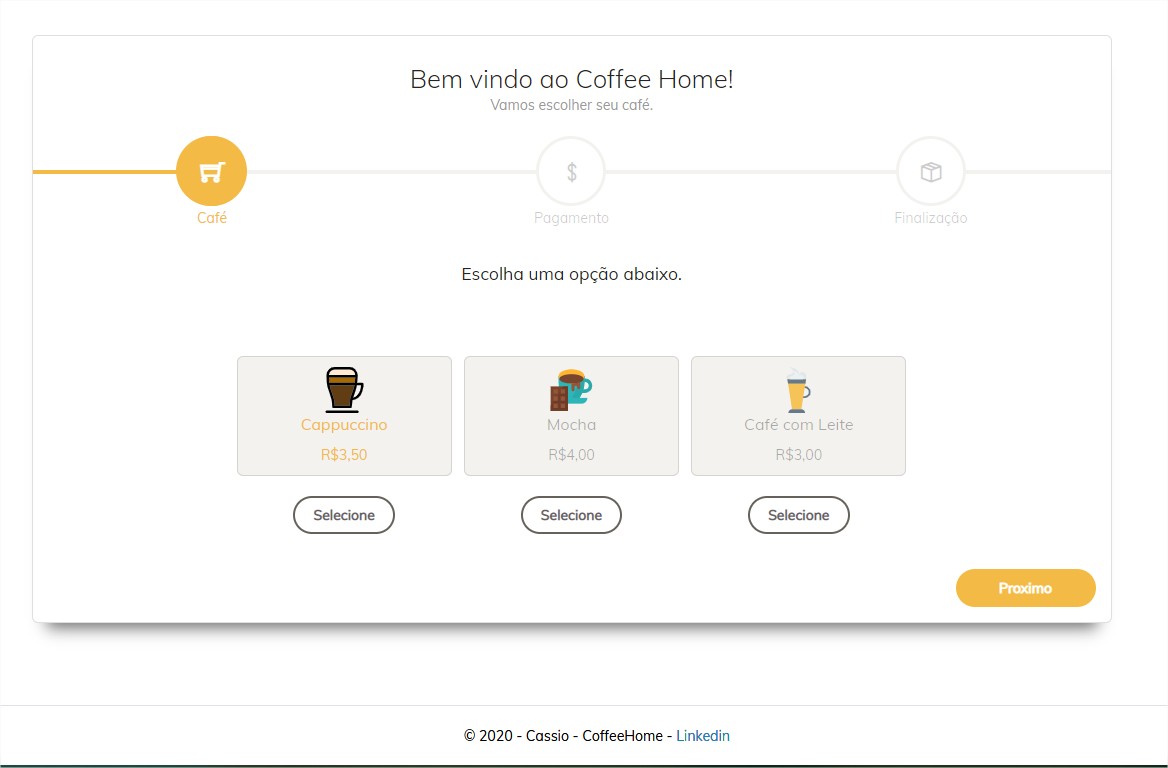 Bem vindo ao Coffee Home!
Vamos escolher seu café.
$
Café
Pagamento
Finalização
Escolha uma opção abaixo.
Cappuccino
Mocha
Café com Leite
R$3,50
R$4,00
R$3,00
Selecione
Selecione
Selecione
Proximo
© 2020 - Cassio - CoffeeHome - Linkedin